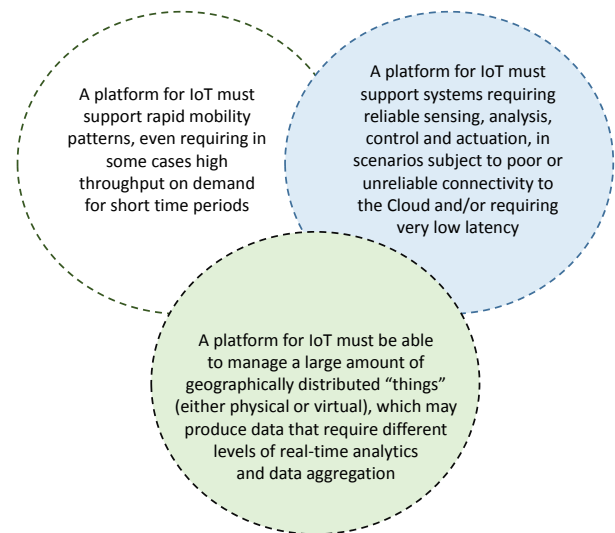 A platform for IoT must
support rapid mobility
patterns, even requiring in
some cases high
throughput on demand
for short time periods
A platform for IoT must
support systems requiring
reliable sensing, analysis,
control and actuation, in
scenarios subject to poor or
unreliable connectivity to
the Cloud and/or requiring
very low latency
A platform for IoT must be able
to manage a large amount of
geographically distributed “things”
(either physical or virtual), which may
produce data that require different
levels of real-time analytics
and data aggregation